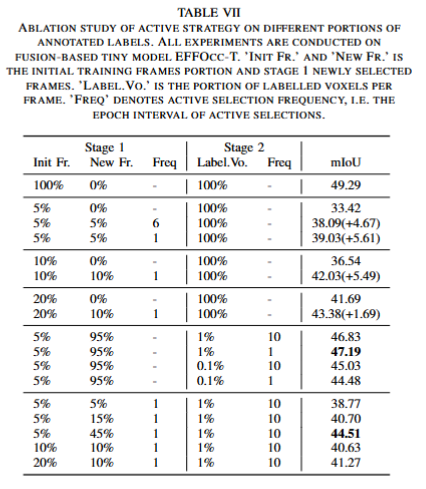 TABLE VII
ABLATION STUDY OF ACTIVE STRATEGY ON DIFFERENT PORTIONS OF
ANNOTATED LABELS. ALL EXPERIMENTS ARE CONDUCTED ON
FUSION-BASED TINY MODEL EFFOCC-T. 'INIT FR.' AND 'NEW FR.' IS
THE INITIAL TRAINING FRAMES PORTION AND STAGE 1 NEWLY SELECTED
FRAMES. 'LABEL.VO.' IS THE PORTION OF LABELLED VOXELS PER
FRAME. 'FREQ' DENOTES ACTIVE SELECTION FREQUENCY, I.E. THE
EPOCH INTERVAL OF ACTIVE SELECTIONS.
Stage 1 Stage 2
Init Fr. New Fr. Freq Label.Vo. Freq mIoU
100% 0% - 100% - 49.29
5% 0% - 100% - 33.42
5% 5% 6 100% - 38.09(+4.67)
5% 5% 1 100% - 39.03(+5.61)
10% 0% - 100% - 36.54
10% 10% 1 100% - 42.03(+5.49)
20% 0% - 100% - 41.69
20% 10% 1 100% - 43.38(+1.69)
5% 95% - 1% 10 46.83
5% 95% - 1% 1 47.19
5% 95% - 0.1% 10 45.03
5% 95% - 0.1% 1 44.48
5% 5% 1 1% 10 38.77
5% 15% 1 1% 10 40.70
5% 45% 1 1% 10 44.51
10% 10% 1 1% 10 40.63
20% 10% 1 1% 10 41.27